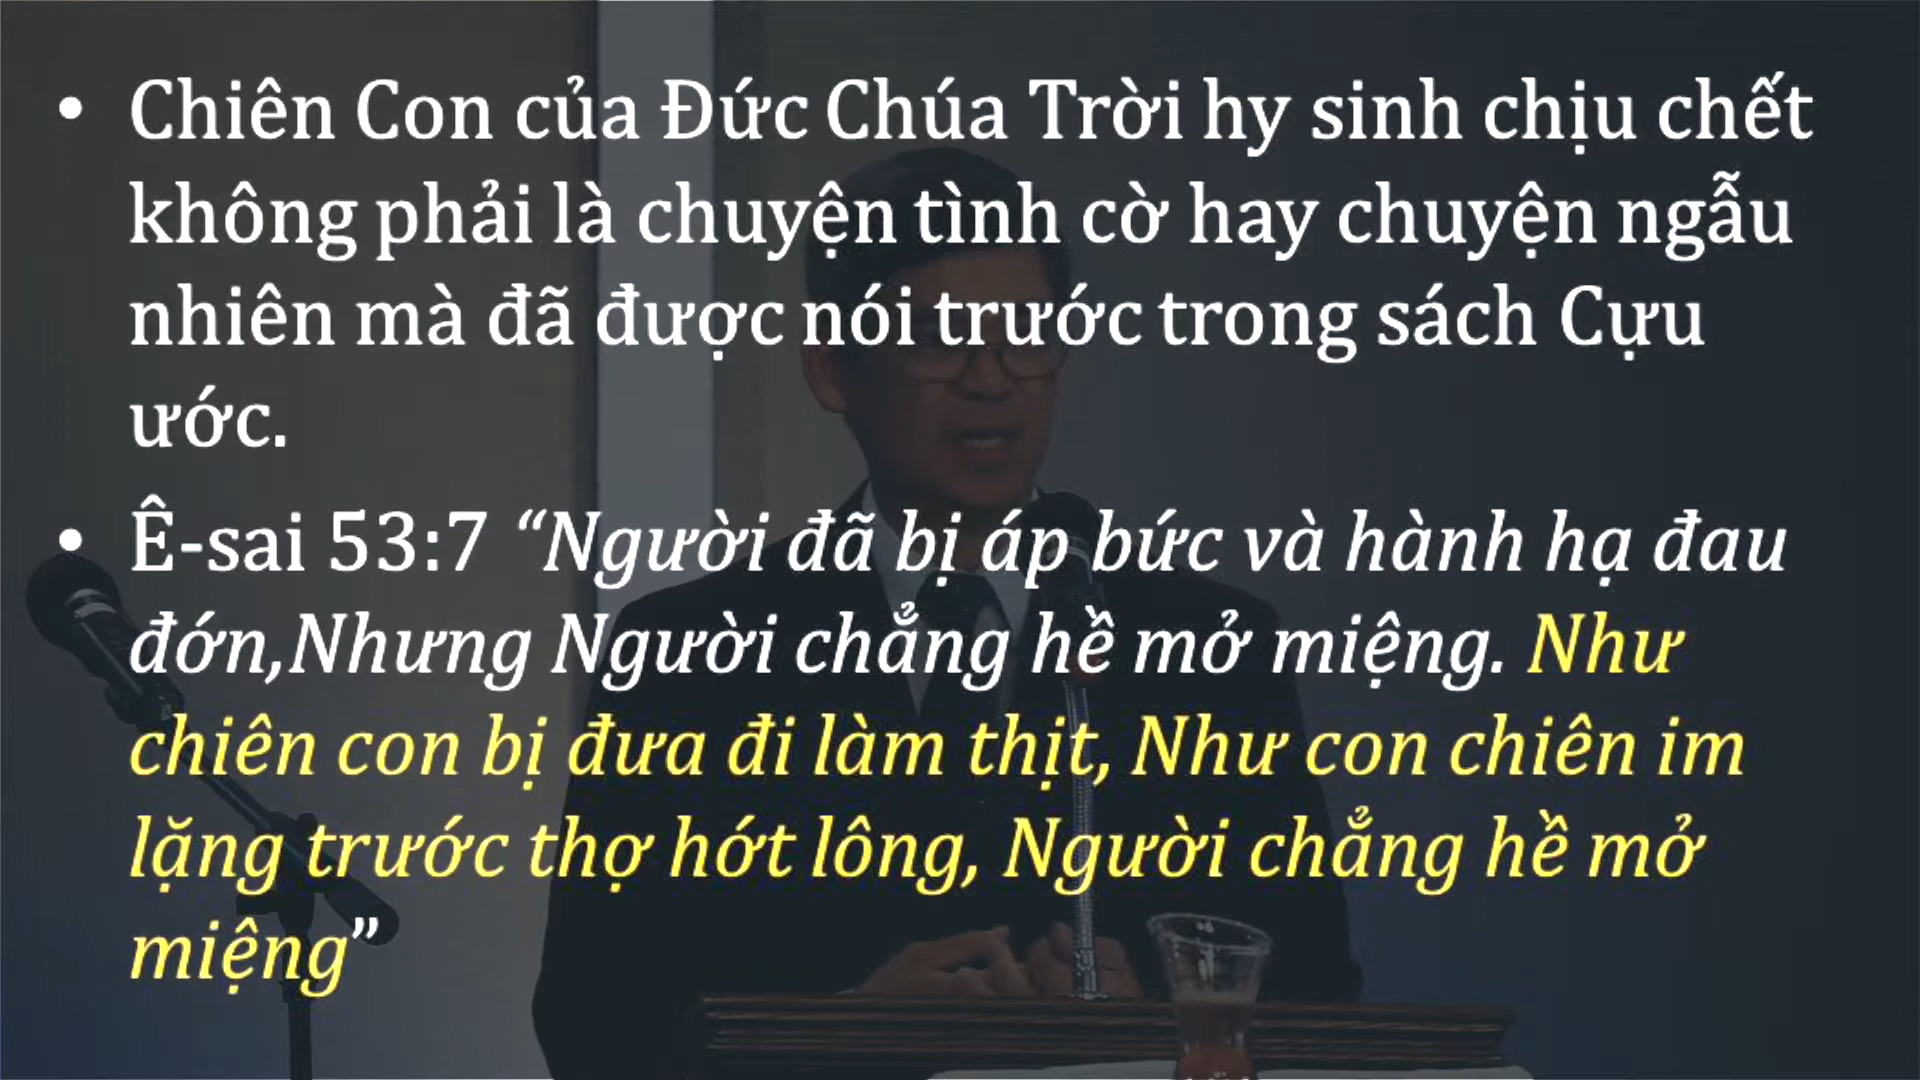 • Chiên Con của Đức Chúa Trời hy sinh chịu chết
không phải là chuyện tình cờ hay chuyện ngẫu
nhiên mà đã được nói trước trong sách Cựu
ước.
• Ê-sai 53:7 “Người đã bị áp bức và hành hạ đau
đớn,Nhưng Người chẳng hề mở miệng. Như
chiên con bị đưa đi làm thịt, Như con chiên im
lặng trước thợ hớt lông, Người chẳng hề mở
miệng”